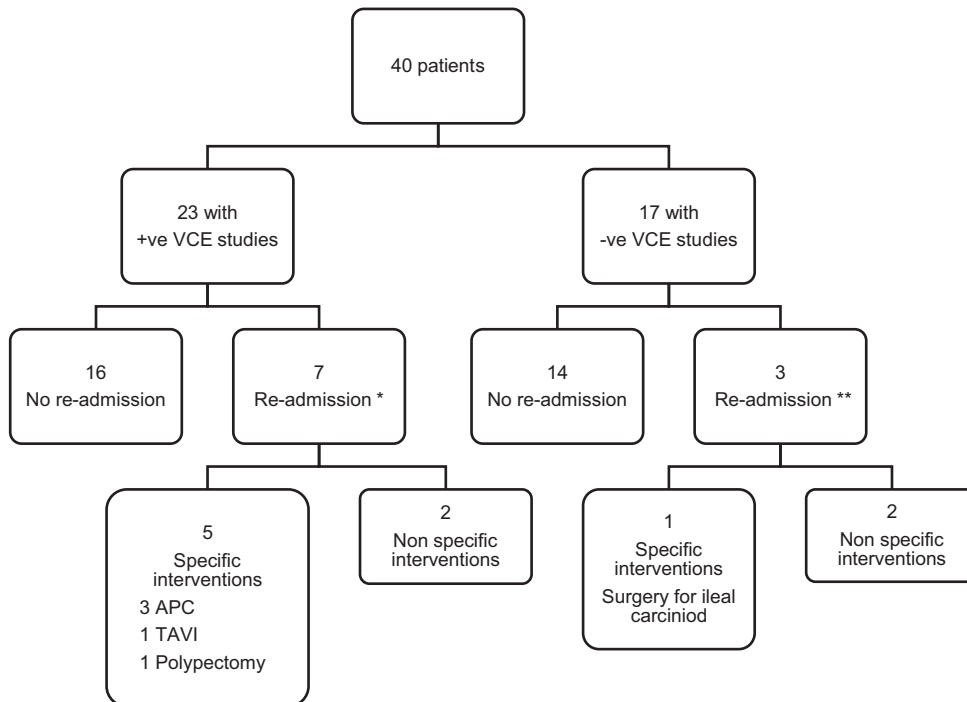 40 patients
23 with
+ve VCE studies
17 with
-ve VCE studies
16
No re-admission
7
Re-admission *
14
No re-admission
3
Re-admission **
5
Specific
interventions
3 APC
1 TAVI
1 Polypectomy
2
Non specific
interventions
1
Specific
interventions
Surgery for ileal
carciniod
2
Non specific
interventions